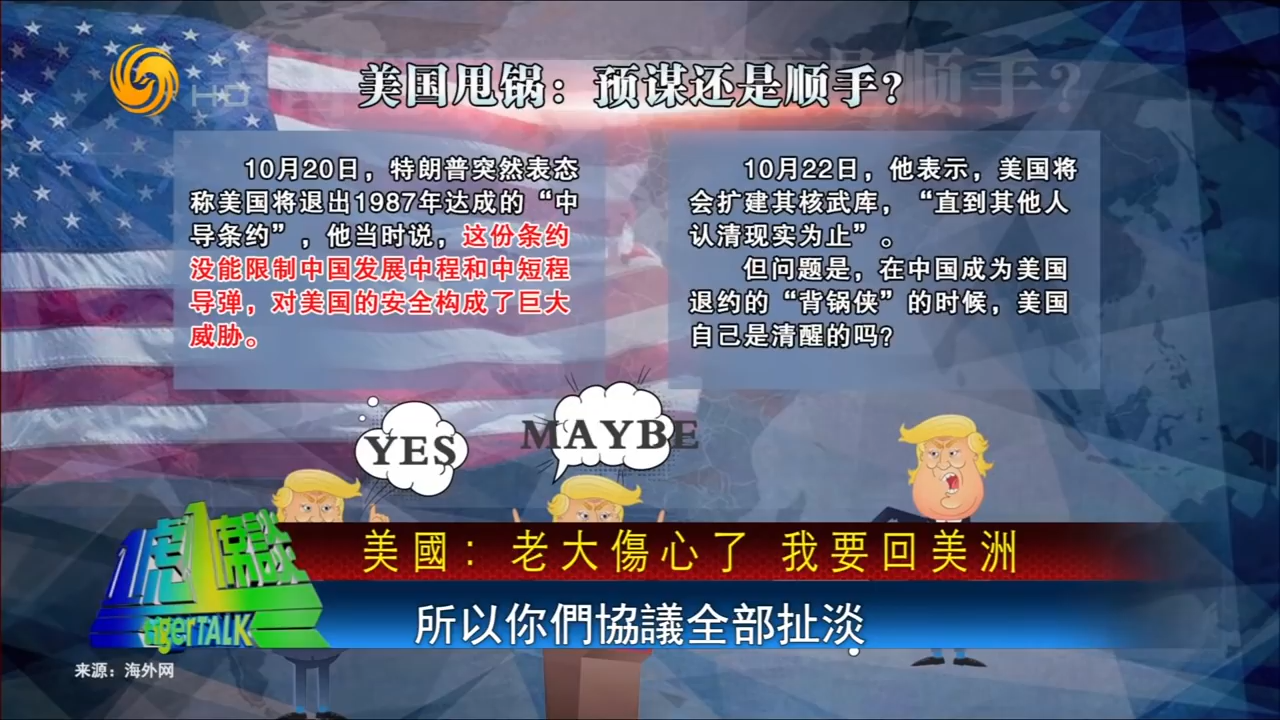 HD
美国甩锅：预谋还是顺手？
10月20日，特朗普突然表态
称美国将退出1987年达成的“中
导条约”，他当时说，这份条约
没能限制中国发展中程和中短程
导弹，对美国的安全构成了巨大
威胁。
10月22日，他表示，美国将
会扩建其核武库，“直到其他人
认清现实为止”。
但问题是，在中国成为美国
退约的“背锅侠”的时候，美国
自己是清醒的吗？
YES
MAYBE
一虎一席談
TigerTALK
美國：老大傷心了 我要回美洲
所以你們協議全部扯淡
来源：海外网